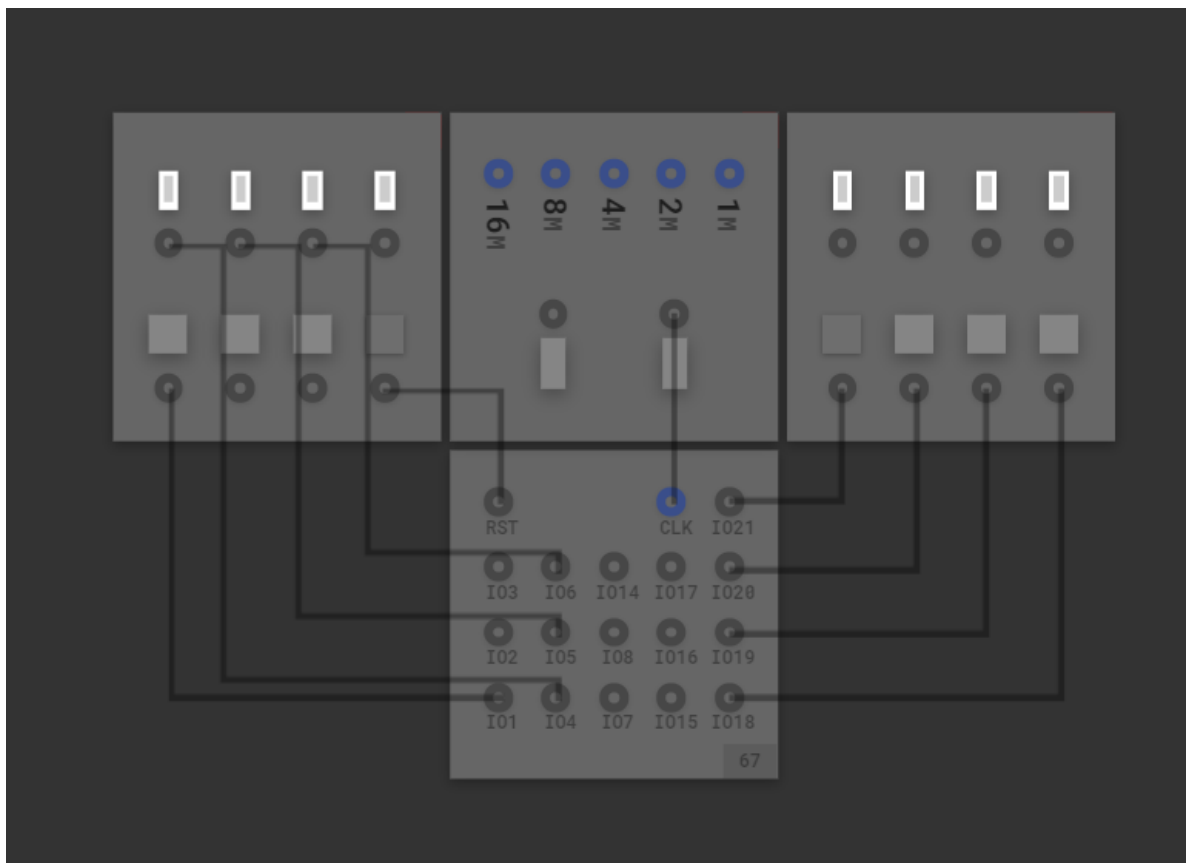 16M 8M 4M 2M 1M
RST CLK IO21
IO3 IO6 IO14 IO17 IO20
IO2 IO5 IO8 IO16 IO19
IO1 IO4 IO7 IO15 IO18
67